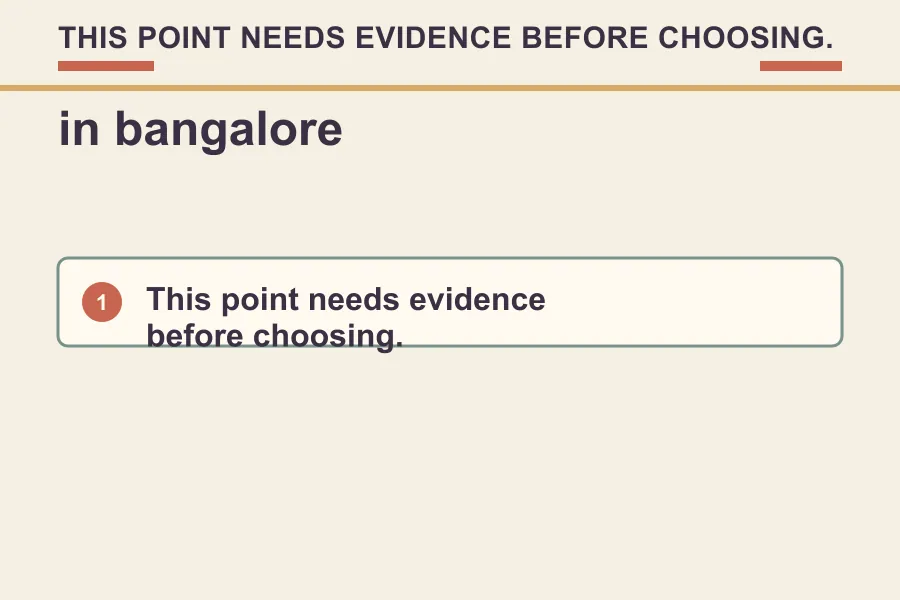 THIS POINT NEEDS EVIDENCE BEFORE CHOOSING.
in bangalore
1
This point needs evidence
before choosing.